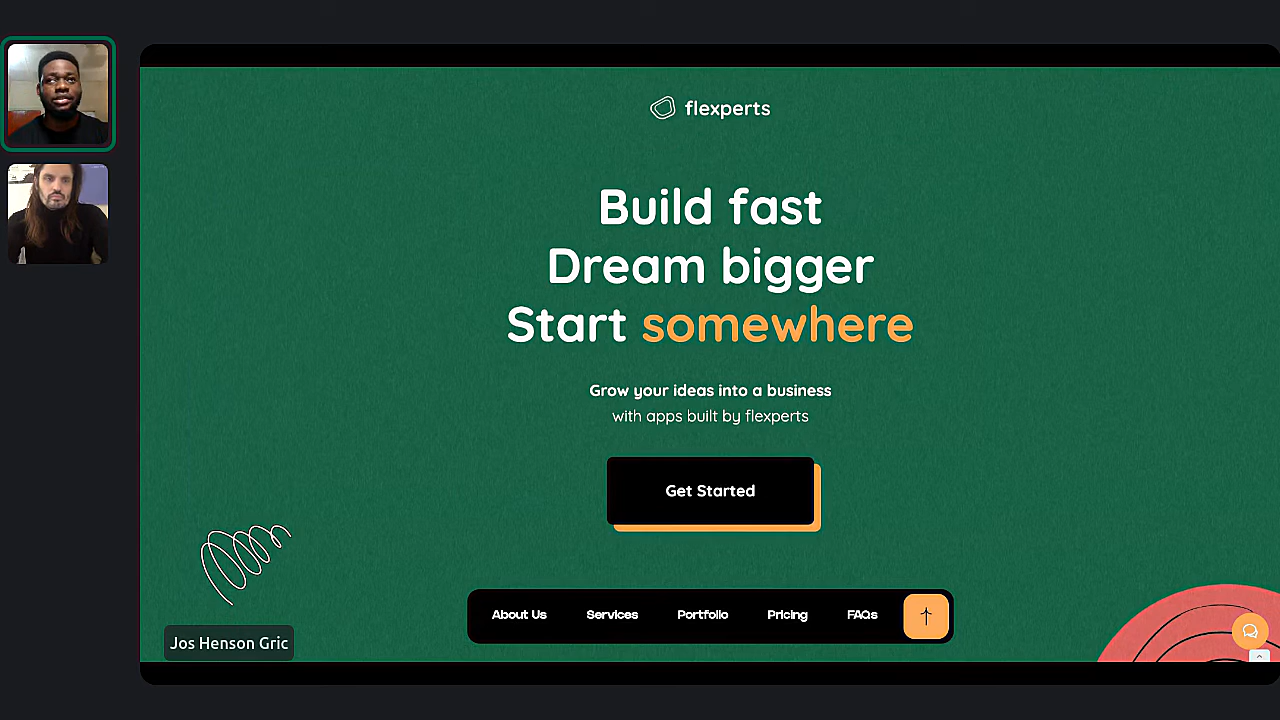 flexperts
Build fast
Dream bigger
Start somewhere
Grow your ideas into a business
with apps built by flexperts
Get Started
About Us Services Portfolio Pricing FAQs
Jos Henson Gric